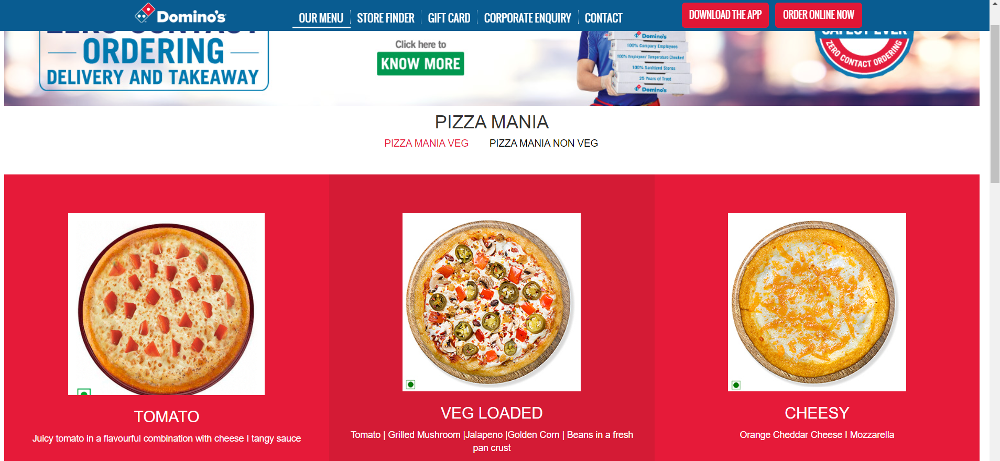 Domino's
OUR MENU
STORE FINDER
GIFT CARD
CORPORATE ENQUIRY
CONTACT
DOWNLOAD THE APP
ORDER ONLINE NOW
ZERO CONTACT
ORDERING
DELIVERY AND TAKEAWAY
Click here to
KNOW MORE
Domino's
100% Company Employees
100% Employees' Temperature Checked
100% Sanitized Stores
25 Years of Trust
Domino's
SAFEST EVER
ZERO CONTACT ORDERING
PIZZA MANIA
PIZZA MANIA VEG
PIZZA MANIA NON VEG
TOMATO
Juicy tomato in a flavourful combination with cheese I tangy sauce
VEG LOADED
Tomato | Grilled Mushroom |Jalapeno |Golden Corn | Beans in a fresh
pan crust
CHEESY
Orange Cheddar Cheese I Mozzarella